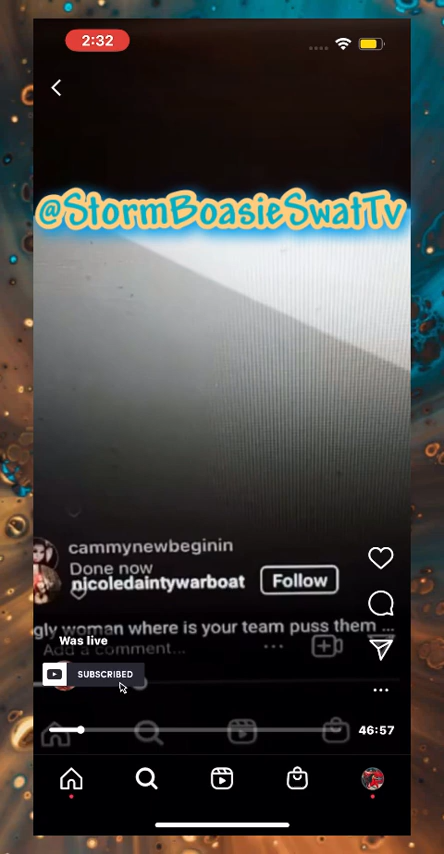 2:32
@StormBoasieSwatTv
cammynewbeginin
Done now
nicoledaintywarboat
Follow
gly woman where is your team puss them ...
Was live
Add a comment...
SUBSCRIBED
46:57